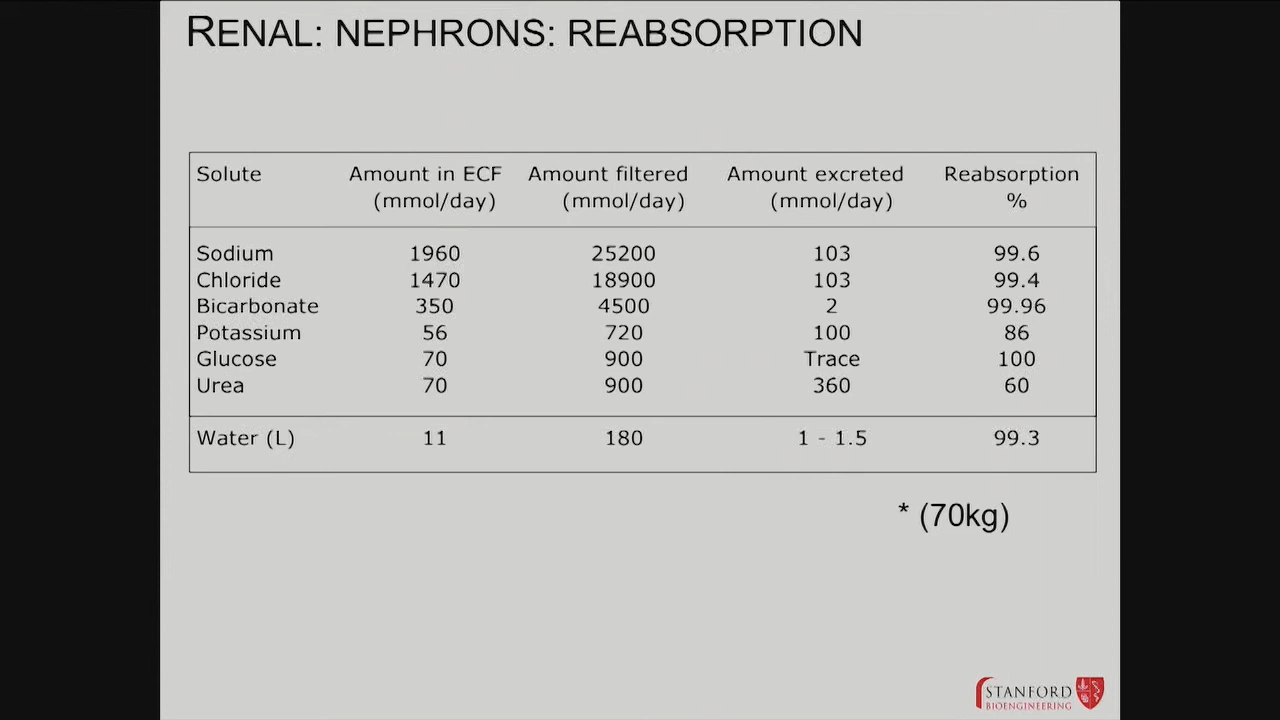 RENAL: NEPHRONS: REABSORPTION
Solute Amount in ECF Amount filtered Amount excreted Reabsorption
(mmol/day) (mmol/day) (mmol/day) %
Sodium 1960 25200 103 99.6
Chloride 1470 18900 103 99.4
Bicarbonate 350 4500 2 99.96
Potassium 56 720 100 86
Glucose 70 900 Trace 100
Urea 70 900 360 60
Water (L) 11 180 1 - 1.5 99.3
* (70kg)
STANFORD
BIOENGINEERING